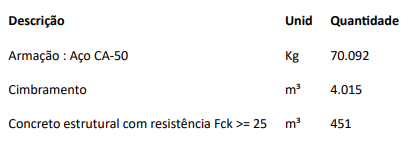 Descrição Unid Quantidade
Armação : Aço CA-50 Kg 70.092
Cimbramento m³ 4.015
Concreto estrutural com resistência Fck >= 25 m³ 451